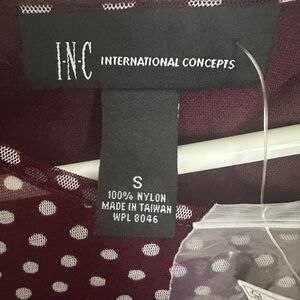 I·N·C INTERNATIONAL CONCEPTS
S
100% NYLON
MADE IN TAIWAN
WPL 8046